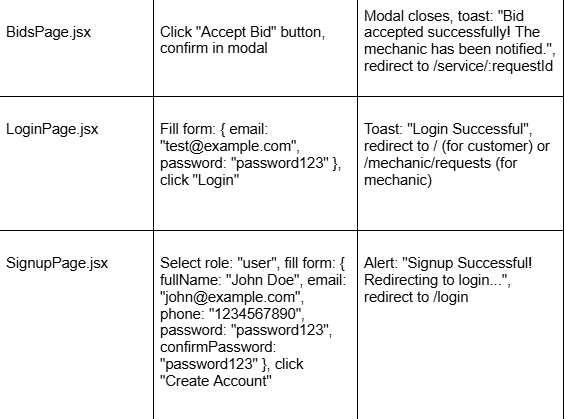 BidsPage.jsx
Click "Accept Bid" button,
confirm in modal
Modal closes, toast: "Bid
accepted successfully! The
mechanic has been notified.",
redirect to /service/:requestId
LoginPage.jsx
Fill form: { email:
"test@example.com",
password: "password123" },
click "Login"
Toast: "Login Successful",
redirect to / (for customer) or
/mechanic/requests (for
mechanic)
SignupPage.jsx
Select role: "user", fill form: {
fullName: "John Doe", email:
"john@example.com",
phone: "1234567890",
password: "password123",
confirmPassword:
"password123" }, click
"Create Account"
Alert: "Signup Successful!
Redirecting to login...",
redirect to /login